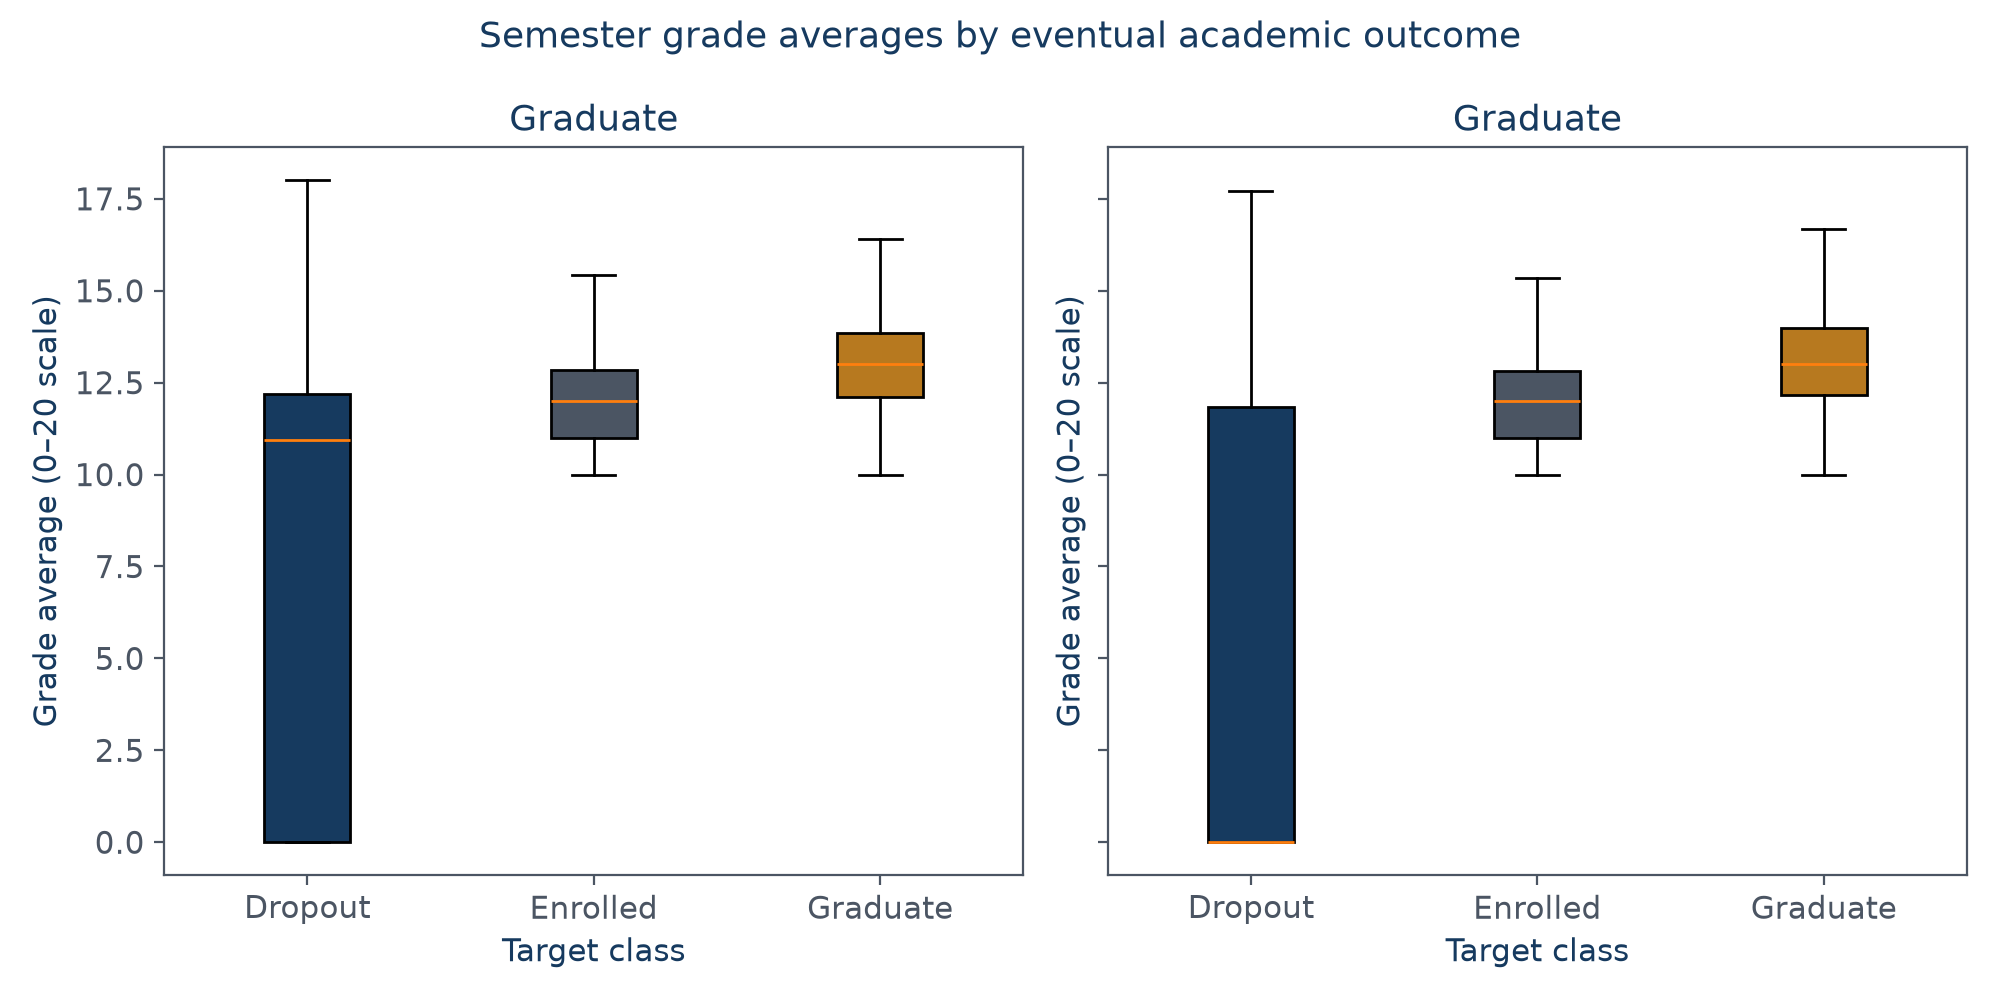 Semester grade averages by eventual academic outcome
Graduate
Grade average (0–20 scale)
17.5
15.0
12.5
10.0
7.5
5.0
2.5
0.0
Dropout Enrolled Graduate
Target class
Graduate
Grade average (0–20 scale)
Dropout Enrolled Graduate
Target class